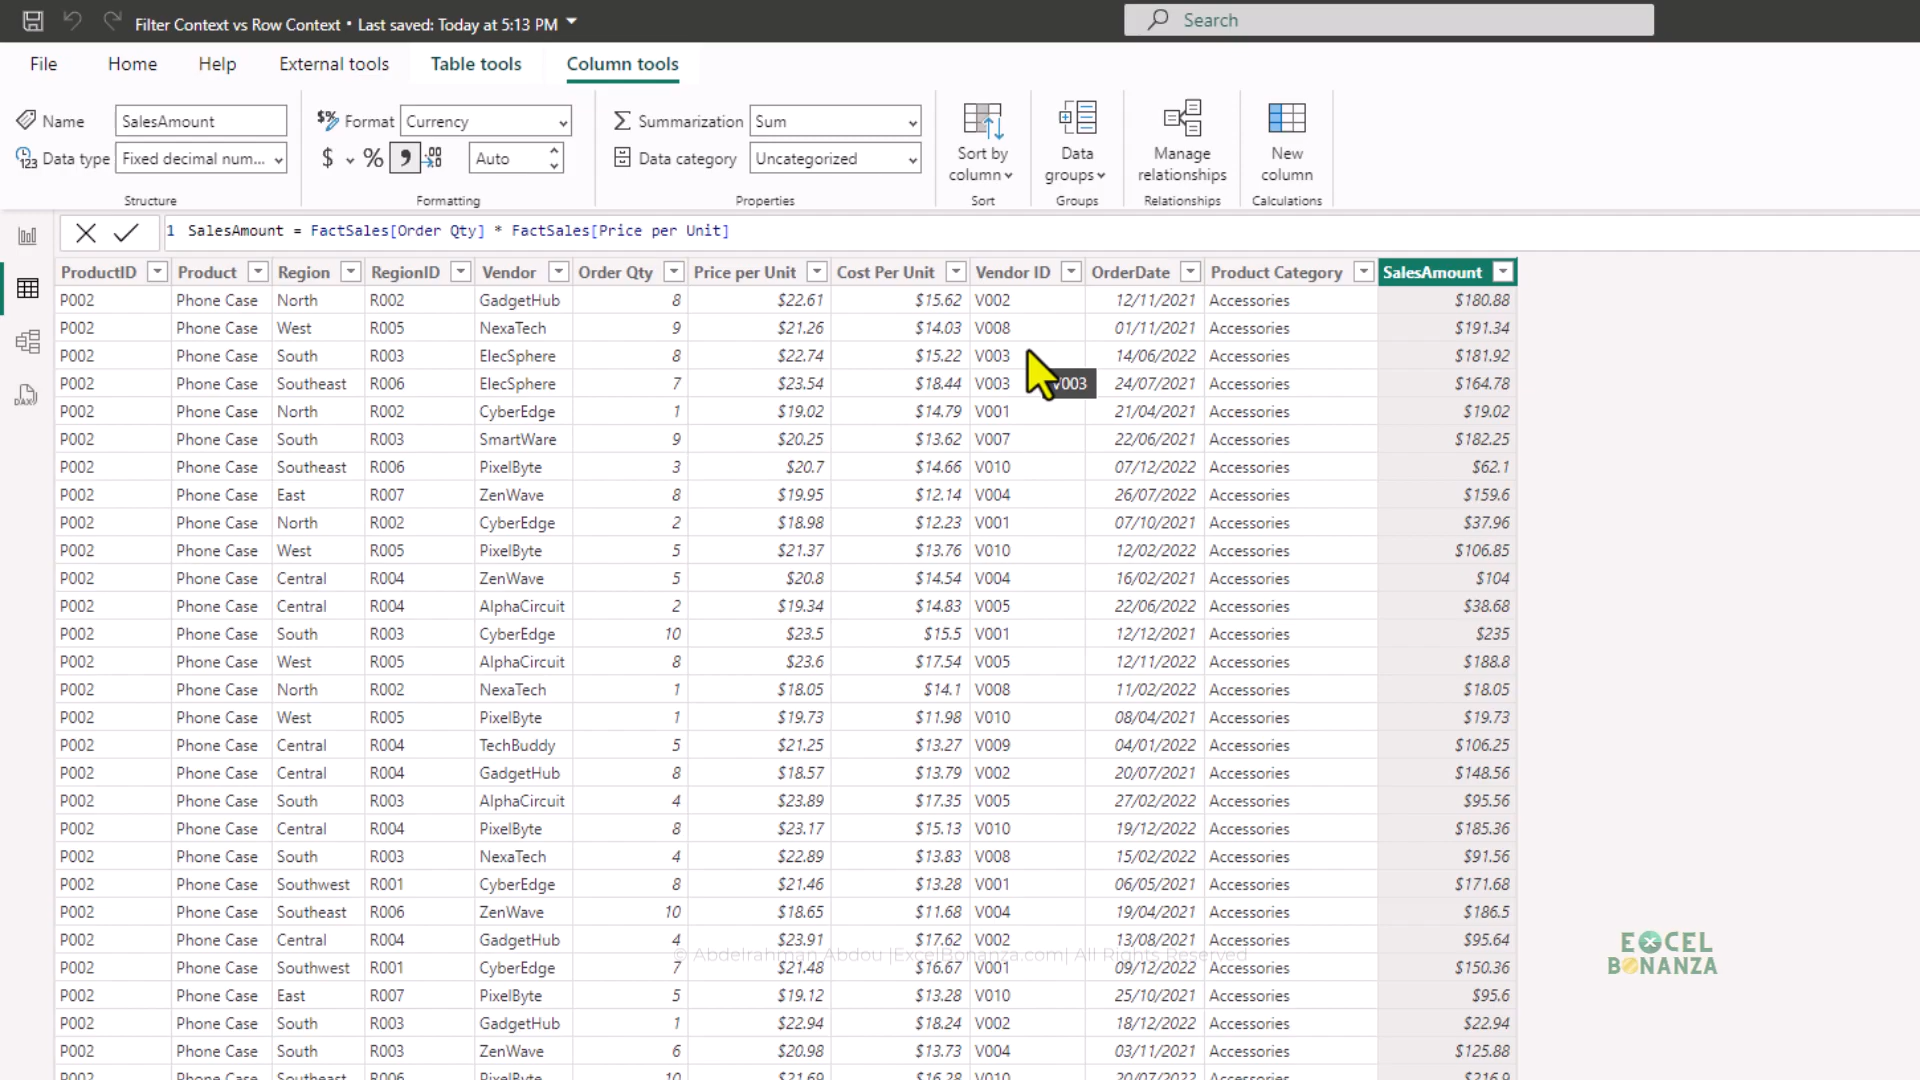 Filter Context vs Row Context • Last saved: Today at 5:13 PM
Search
File Home Help External tools Table tools Column tools
Name SalesAmount Format Currency Summarization Sum
Data type Fixed decimal num... $ % Auto Data category Uncategorized
Sort by column Data groups Manage relationships New column
Structure Formatting Properties Sort Groups Relationships Calculations
1 SalesAmount = FactSales[Order Qty] * FactSales[Price per Unit]
ProductID Product Region RegionID Vendor Order Qty Price per Unit Cost Per Unit Vendor ID OrderDate Product Category SalesAmount
P002 Phone Case North R002 GadgetHub 8 $22.61 $15.62 V002 12/11/2021 Accessories $180.88
P002 Phone Case West R005 NexaTech 9 $21.26 $14.03 V008 01/11/2021 Accessories $191.34
P002 Phone Case South R003 ElecSphere 8 $22.74 $15.22 V003 14/06/2022 Accessories $181.92
P002 Phone Case Southeast R006 ElecSphere 7 $23.54 $18.44 V003 V003 24/07/2021 Accessories $164.78
P002 Phone Case North R002 CyberEdge 1 $19.02 $14.79 V001 21/04/2021 Accessories $19.02
P002 Phone Case South R003 SmartWare 9 $20.25 $13.62 V007 22/06/2021 Accessories $182.25
P002 Phone Case Southeast R006 PixelByte 3 $20.7 $14.66 V010 07/12/2022 Accessories $62.1
P002 Phone Case East R007 ZenWave 8 $19.95 $12.14 V004 26/07/2022 Accessories $159.6
P002 Phone Case North R002 CyberEdge 2 $18.98 $12.23 V001 07/10/2021 Accessories $37.96
P002 Phone Case West R005 PixelByte 5 $21.37 $13.76 V010 12/02/2022 Accessories $106.85
P002 Phone Case Central R004 ZenWave 5 $20.8 $14.54 V004 16/02/2021 Accessories $104
P002 Phone Case Central R004 AlphaCircuit 2 $19.34 $14.83 V005 22/06/2022 Accessories $38.68
P002 Phone Case South R003 CyberEdge 10 $23.5 $15.5 V001 12/12/2021 Accessories $235
P002 Phone Case West R005 AlphaCircuit 8 $23.6 $17.54 V005 12/11/2022 Accessories $188.8
P002 Phone Case North R002 NexaTech 1 $18.05 $14.1 V008 11/02/2022 Accessories $18.05
P002 Phone Case West R005 PixelByte 1 $19.73 $11.98 V010 08/04/2021 Accessories $19.73
P002 Phone Case Central R004 TechBuddy 5 $21.25 $13.27 V009 04/01/2022 Accessories $106.25
P002 Phone Case Central R004 GadgetHub 8 $18.57 $13.79 V002 20/07/2021 Accessories $148.56
P002 Phone Case South R003 AlphaCircuit 4 $23.89 $17.35 V005 27/02/2022 Accessories $95.56
P002 Phone Case Central R004 PixelByte 8 $23.17 $15.13 V010 19/12/2022 Accessories $185.36
P002 Phone Case South R003 NexaTech 4 $22.89 $13.83 V008 15/02/2022 Accessories $91.56
P002 Phone Case Southwest R001 CyberEdge 8 $21.46 $13.28 V001 06/05/2021 Accessories $171.68
P002 Phone Case Southeast R006 ZenWave 10 $18.65 $11.68 V004 19/04/2021 Accessories $186.5
P002 Phone Case Central R004 GadgetHub 4 $23.91 $17.62 V002 13/08/2021 Accessories $95.64
© Abdelrahman Abdou |ExcelBonanza.com| All Rights Reserved
EXCEL
BONANZA
P002 Phone Case Southwest R001 CyberEdge 7 $21.48 $16.67 V001 09/12/2022 Accessories $150.36
P002 Phone Case East R007 PixelByte 5 $19.12 $13.28 V010 25/10/2021 Accessories $95.6
P002 Phone Case South R003 GadgetHub 1 $22.94 $18.24 V002 18/12/2022 Accessories $22.94
P002 Phone Case South R003 ZenWave 6 $20.98 $13.73 V004 03/11/2021 Accessories $125.88
P002 Phone Case Southeast R006 PixelByte 10 $21.69 $16.28 V010 20/07/2022 Accessories $216.9